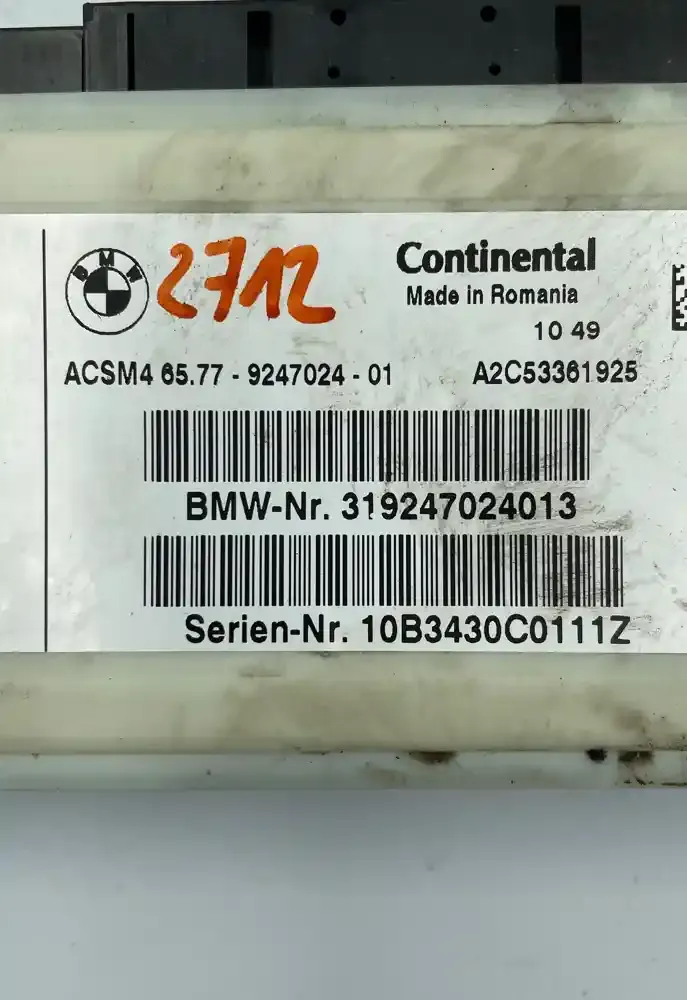 BMW
2712
Continental
Made in Romania
10 49
ACSM4 65.77 - 9247024 - 01 A2C53361925
BMW-Nr. 319247024013
Serien-Nr. 10B3430C0111Z